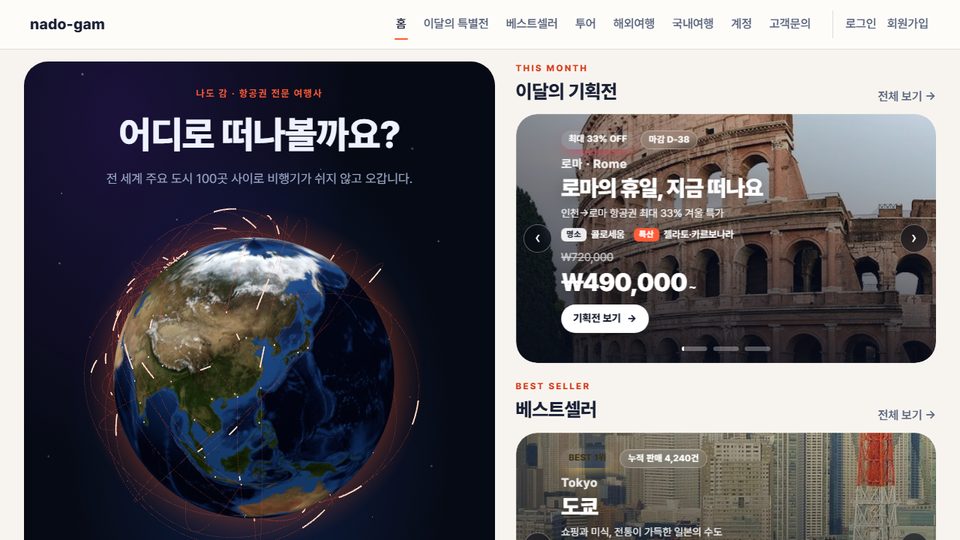 nado-gam
홈 이달의 특별전 베스트셀러 투어 해외여행 국내여행 계정 고객문의 로그인 회원가입
나도 감 · 항공권 전문 여행사
어디로 떠나볼까요?
전 세계 주요 도시 100곳 사이로 비행기가 쉬지 않고 오갑니다.
THIS MONTH
이달의 기획전
전체 보기 →
최대 33% OFF 마감 D-38
로마 · Rome
로마의 휴일, 지금 떠나요
인천→로마 항공권 최대 33% 겨울 특가
명소 콜로세움 특산 젤라토·카르보나라
₩720,000
₩490,000~
기획전 보기 →
BEST SELLER
베스트셀러
전체 보기 →
BEST 1위 누적 판매 4,240건
Tokyo
도쿄
쇼핑과 미식, 전통이 가득한 일본의 수도